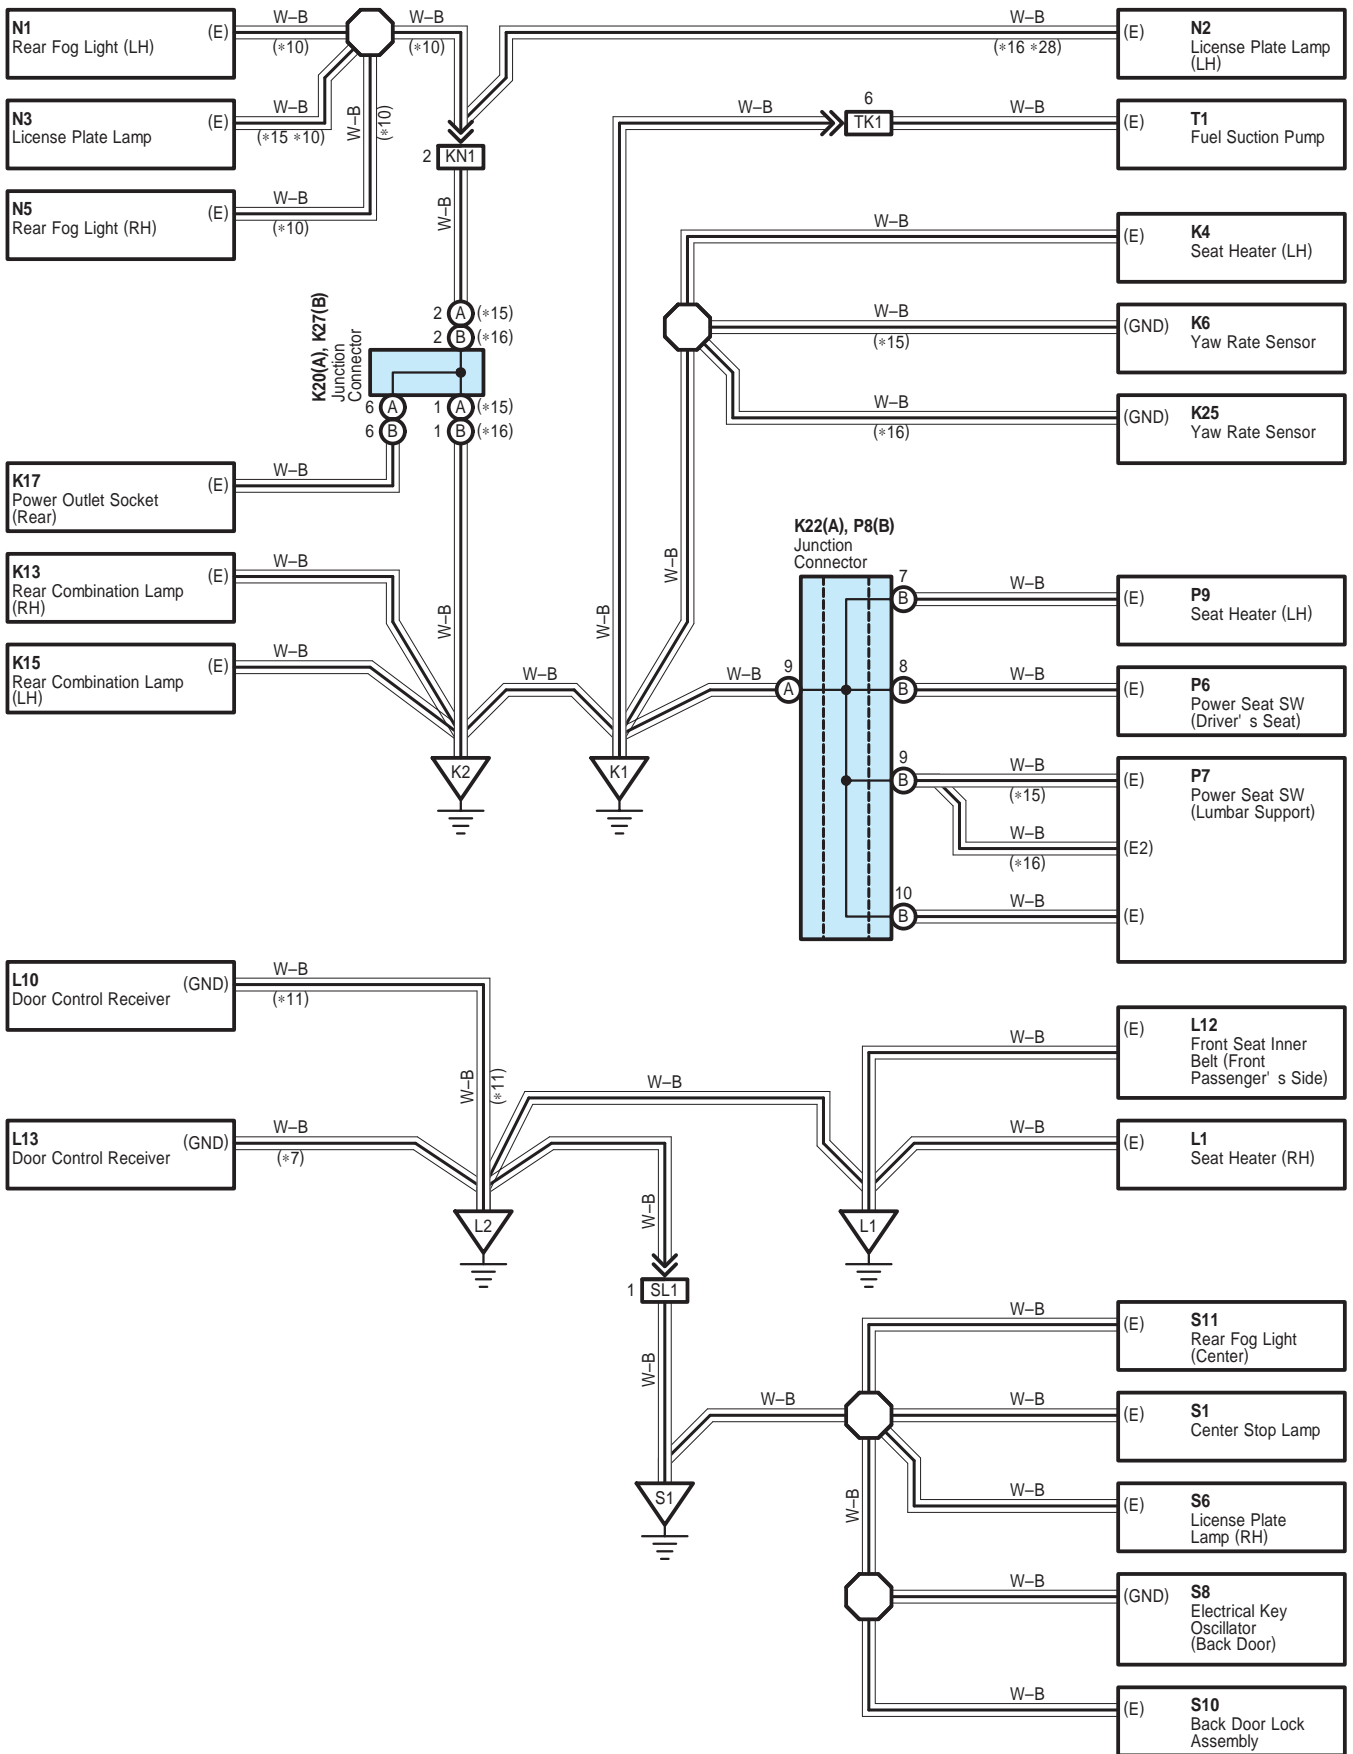 N1
Rear Fog Light (LH)
(E)
W–B
(*10)
W–B
(*10)
W–B
(*16 *28)
(E)
N2
License Plate Lamp
(LH)
N3
License Plate Lamp
(E)
W–B
(*15 *10)
W–B
(*10)
2
KN1
W–B
W–B
6
TK1
W–B
(E)
T1
Fuel Suction Pump
N5
Rear Fog Light (RH)
(E)
W–B
(*10)
W–B
(E)
K4
Seat Heater (LH)
W–B
(*15)
(GND)
K6
Yaw Rate Sensor
W–B
(*16)
(GND)
K25
Yaw Rate Sensor
K20(A), K27(B)
Junction
Connector
2
A
(*15)
2
B
(*16)
6
A
1
A
(*15)
6
B
1
B
(*16)
K17
Power Outlet Socket
(Rear)
(E)
W–B
K13
Rear Combination Lamp
(RH)
(E)
W–B
K15
Rear Combination Lamp
(LH)
(E)
W–B
W–B
W–B
W–B
W–B
K2
K1
W–B
9
A
K22(A), P8(B)
Junction
Connector
7
B
W–B
(E)
P9
Seat Heater (LH)
8
B
W–B
(E)
P6
Power Seat SW
(Driver' s Seat)
9
B
W–B
(*15)
(E)
P7
Power Seat SW
(Lumbar Support)
W–B
(*16)
(E2)
10
B
W–B
(E)
L10
Door Control Receiver
(GND)
W–B
(*11)
W–B
(*11)
L13
Door Control Receiver
(GND)
W–B
(*7)
W–B
L2
W–B
1
SL1
W–B
S1
L1
W–B
(E)
L12
Front Seat Inner
Belt (Front
Passenger' s Side)
W–B
(E)
L1
Seat Heater (RH)
W–B
W–B
(E)
S11
Rear Fog Light
(Center)
W–B
(E)
S1
Center Stop Lamp
W–B
(E)
S6
License Plate
Lamp (RH)
W–B
W–B
(GND)
S8
Electrical Key
Oscillator
(Back Door)
W–B
(E)
S10
Back Door Lock
Assembly